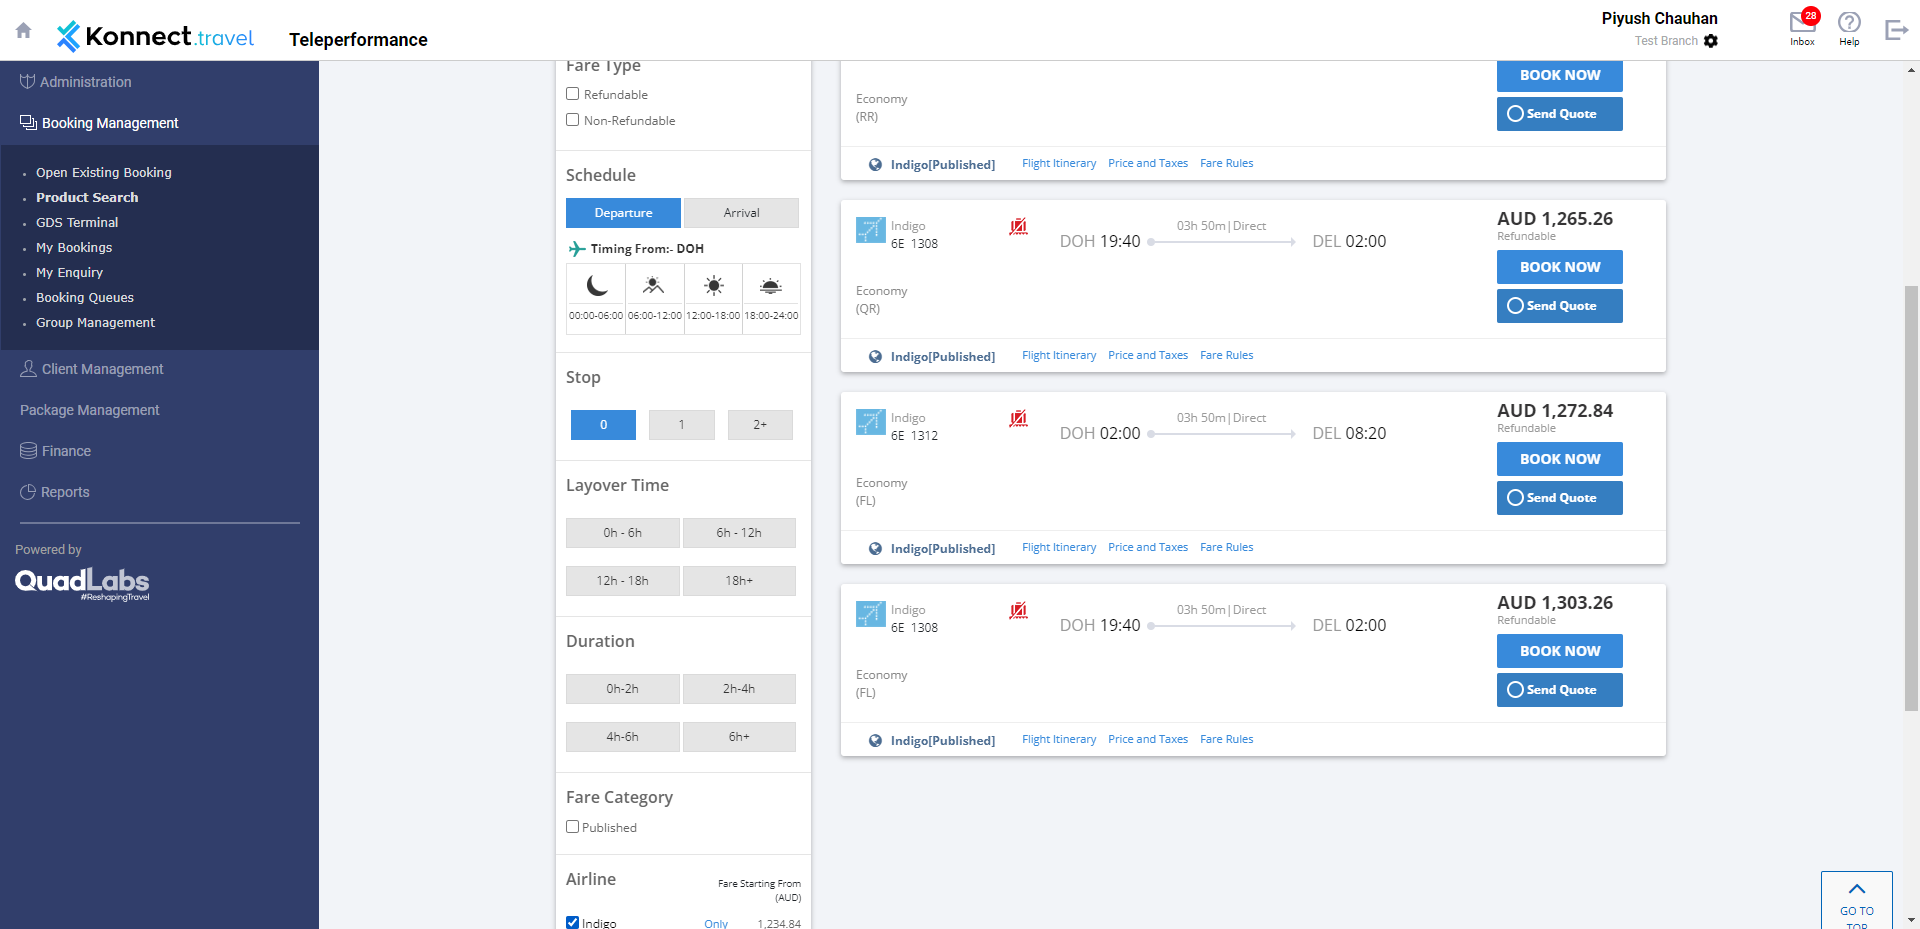 Konnect.travel
Teleperformance
Piyush Chauhan
Test Branch
28
Inbox
Help
Administration
Booking Management
Open Existing Booking
Product Search
GDS Terminal
My Bookings
My Enquiry
Booking Queues
Group Management
Client Management
Package Management
Finance
Reports
Powered by
QuadLabs
#ReshapingTravel
Fare Type
Refundable
Non-Refundable
Schedule
Departure
Arrival
Timing From:- DOH
00:00-06:00
06:00-12:00
12:00-18:00
18:00-24:00
Stop
0
1
2+
Layover Time
0h - 6h
6h - 12h
12h - 18h
18h+
Duration
0h-2h
2h-4h
4h-6h
6h+
Fare Category
Published
Airline
Fare Starting From
(AUD)
Indigo
Only
1,234.84
BOOK NOW
Economy
(RR)
Send Quote
Indigo[Published]
Flight Itinerary
Price and Taxes
Fare Rules
Indigo
6E 1308
DOH 19:40
03h 50m|Direct
DEL 02:00
AUD 1,265.26
Refundable
BOOK NOW
Economy
(QR)
Send Quote
Indigo[Published]
Flight Itinerary
Price and Taxes
Fare Rules
Indigo
6E 1312
DOH 02:00
03h 50m|Direct
DEL 08:20
AUD 1,272.84
Refundable
BOOK NOW
Economy
(FL)
Send Quote
Indigo[Published]
Flight Itinerary
Price and Taxes
Fare Rules
Indigo
6E 1308
DOH 19:40
03h 50m|Direct
DEL 02:00
AUD 1,303.26
Refundable
BOOK NOW
Economy
(FL)
Send Quote
Indigo[Published]
Flight Itinerary
Price and Taxes
Fare Rules
GO TO
TOP